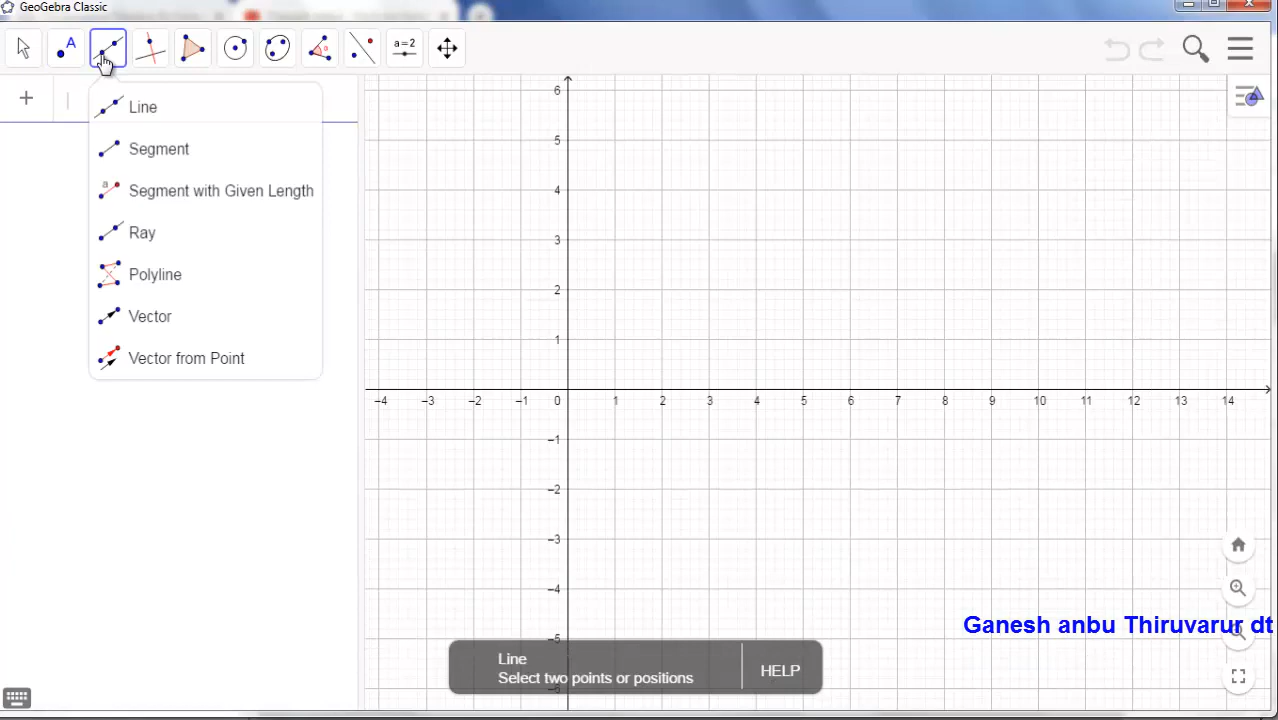 GeoGebra Classic
A
a=2
Line
Segment
a
Segment with Given Length
Ray
Polyline
Vector
Vector from Point
6
5
4
3
2
1
−4 −3 −2 −1 0 1 2 3 4 5 6 7 8 9 10 11 12 13 14
−1
−2
−3
−4
−5
Ganesh anbu Thiruvarur dt
Line
Select two points or positions
HELP